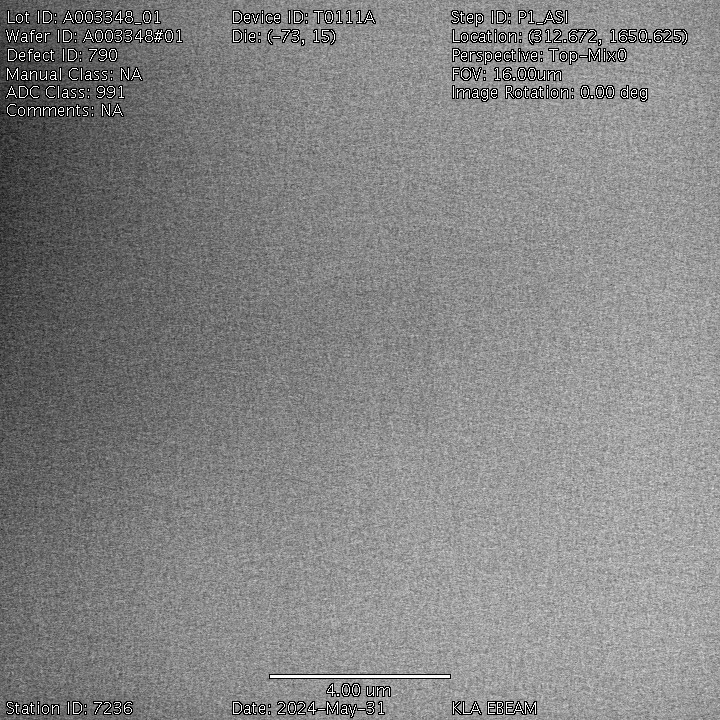 Lot ID: A003348_01
Wafer ID: A003348#01
Defect ID: 790
Manual Class: NA
ADC Class: 991
Comments: NA
Device ID: T0111A
Die: (-73, 15)
Step ID: P1_ASI
Location: (312.672, 1650.625)
Perspective: Top-Mix0
FOV: 16.00um
Image Rotation: 0.00 deg
4.00 um
Station ID: 7236
Date: 2024-May-31
KLA EBEAM